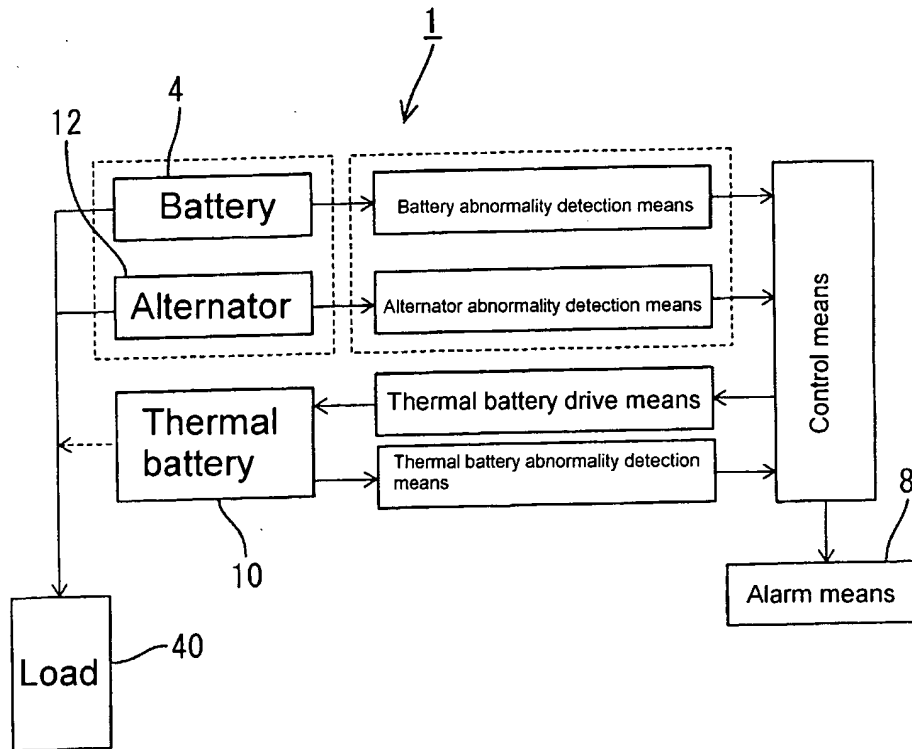 1
4
12
Battery
Battery abnormality detection means
Alternator
Alternator abnormality detection means
Control means
Thermal
battery
Thermal battery drive means
Thermal battery abnormality detection
means
10
8
Alarm means
Load
40